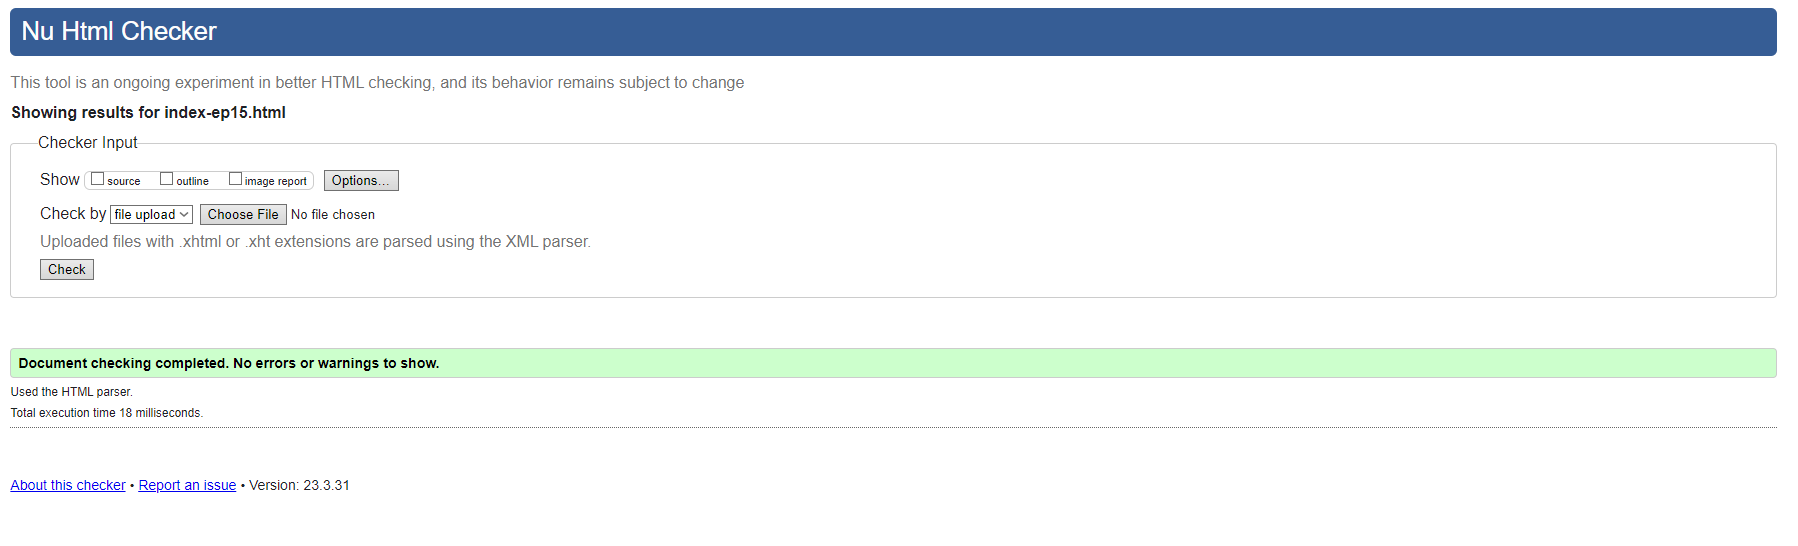 Nu Html Checker
This tool is an ongoing experiment in better HTML checking, and its behavior remains subject to change
Showing results for index-ep15.html
Checker Input
Show source outline image report Options...
Check by file upload Choose File No file chosen
Uploaded files with .xhtml or .xht extensions are parsed using the XML parser.
Check
Document checking completed. No errors or warnings to show.
Used the HTML parser.
Total execution time 18 milliseconds.
About this checker • Report an issue • Version: 23.3.31